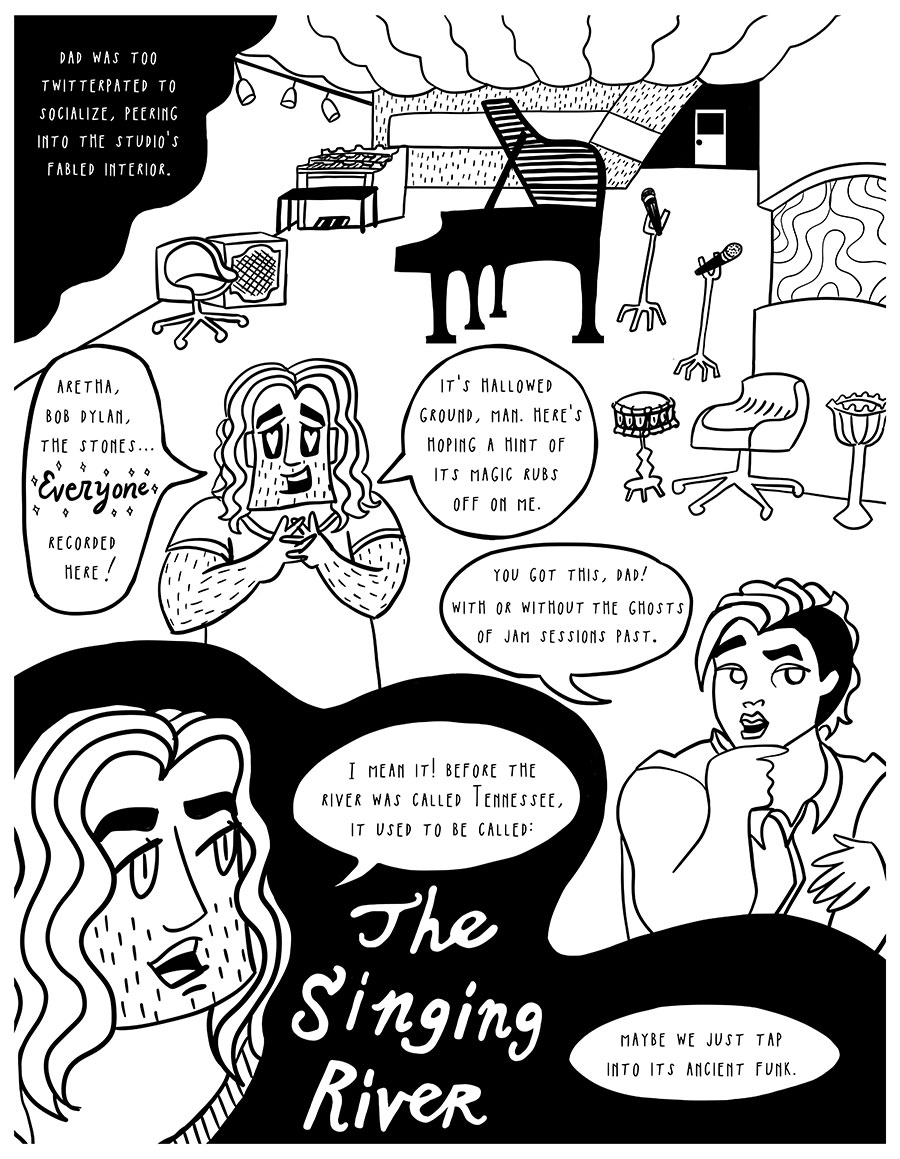 DAD WAS TOO
TWITTERPATED TO
SOCIALIZE, PEERING
INTO THE STUDIO'S
FABLED INTERIOR.
ARETHA,
BOB DYLAN,
THE STONES...
Everyone
RECORDED
HERE!
IT'S HALLOWED
GROUND, MAN. HERE'S
HOPING A HINT OF
ITS MAGIC RUBS
OFF ON ME.
YOU GOT THIS, DAD!
WITH OR WITHOUT THE GHOSTS
OF JAM SESSIONS PAST.
I MEAN IT! BEFORE THE
RIVER WAS CALLED TENNESSEE,
IT USED TO BE CALLED:
The
Singing
River
MAYBE WE JUST TAP
INTO ITS ANCIENT FUNK.